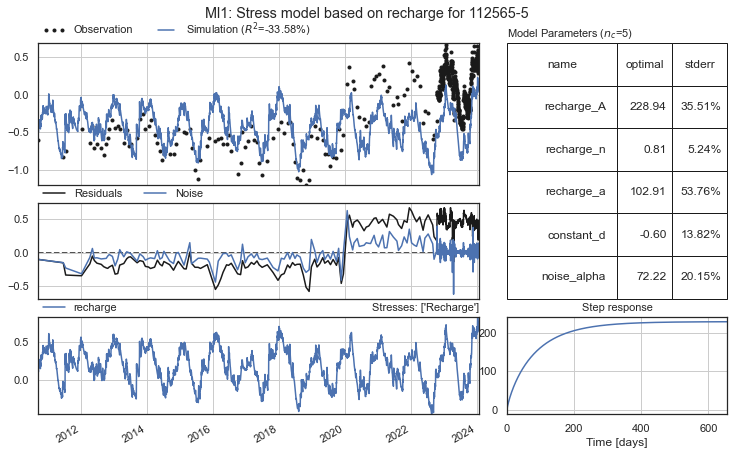 Ml1: Stress model based on recharge for 112565-5
Observation Simulation (R²=-33.58%)
Model Parameters (n_c=5)
0.5
0.0
−0.5
−1.0
name optimal stderr
recharge_A 228.94 35.51%
recharge_n 0.81 5.24%
recharge_a 102.91 53.76%
constant_d -0.60 13.82%
noise_alpha 72.22 20.15%
Residuals Noise
0.5
0.0
−0.5
recharge Stresses: ['Recharge']
0.5
0.0
2012 2014 2016 2018 2020 2022 2024
Step response
200
100
0
0 200 400 600
Time [days]